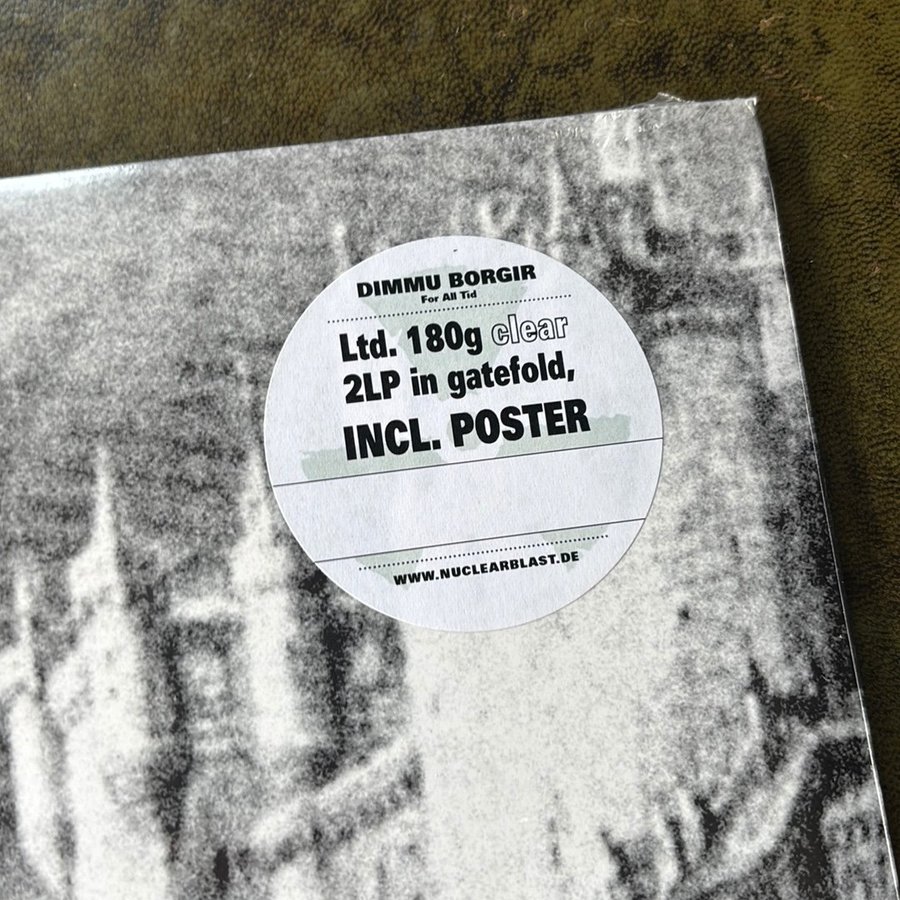 DIMMU BORGIR
For All Tid
Ltd. 180g clear
2LP in gatefold,
INCL. POSTER
WWW.NUCLEARBLAST.DE